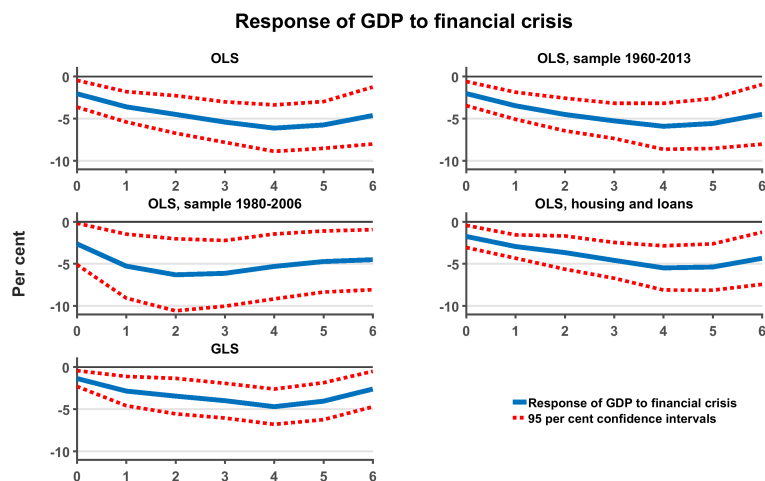 Response of GDP to financial crisis
OLS
0
-5
-10
0 1 2 3 4 5 6
OLS, sample 1960-2013
0
-5
-10
0 1 2 3 4 5 6
Per cent
OLS, sample 1980-2006
0
-5
-10
0 1 2 3 4 5 6
OLS, housing and loans
0
-5
-10
0 1 2 3 4 5 6
GLS
0
-5
-10
0 1 2 3 4 5 6
Response of GDP to financial crisis
95 per cent confidence intervals